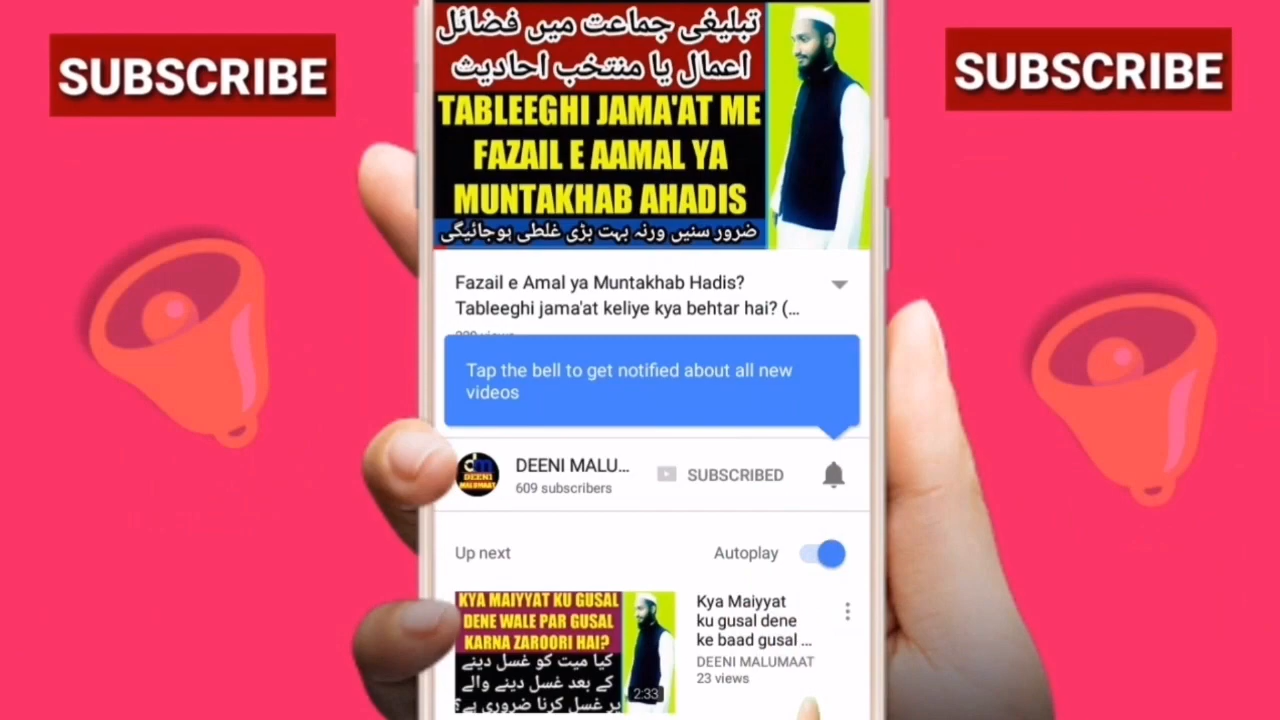 SUBSCRIBE
SUBSCRIBE
تبلیغی جماعت میں فضائل
اعمال یا منتخب احادیث
TABLEEGHI JAMA'AT ME
FAZAIL E AAMAL YA
MUNTAKHAB AHADIS
ضرور سنیں ورنہ بہت بڑی غلطی ہوجائیگی
Fazail e Amal ya Muntakhab Hadis?
Tableeghi jama'at keliye kya behtar hai? (...
Tap the bell to get notified about all new
videos
dm
DEENI
MALUMAAT
DEENI MALU...
SUBSCRIBED
609 subscribers
Up next
Autoplay
KYA MAIYYAT KU GUSAL
DENE WALE PAR GUSAL
KARNA ZAROORI HAI?
کیا میت کو غسل دینے
کے بعد غسل دینے والے
پر غسل کرنا ضروری ہے؟
2:33
Kya Maiyyat
ku gusal dene
ke baad gusal ...
DEENI MALUMAAT
23 views